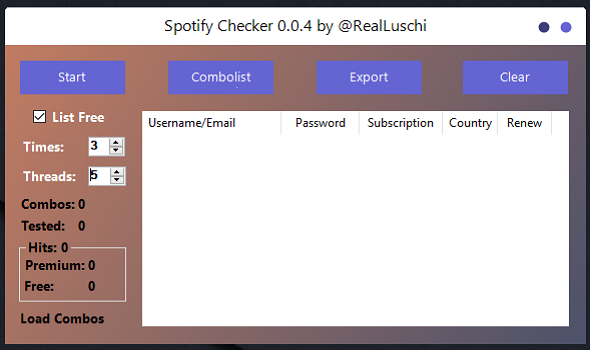 Spotify Checker 0.0.4 by @RealLuschi
Start Combolist Export Clear
List Free
Username/Email Password Subscription Country Renew
Times: 3
Threads: 5
Combos: 0
Tested: 0
Hits: 0
Premium: 0
Free: 0
Load Combos